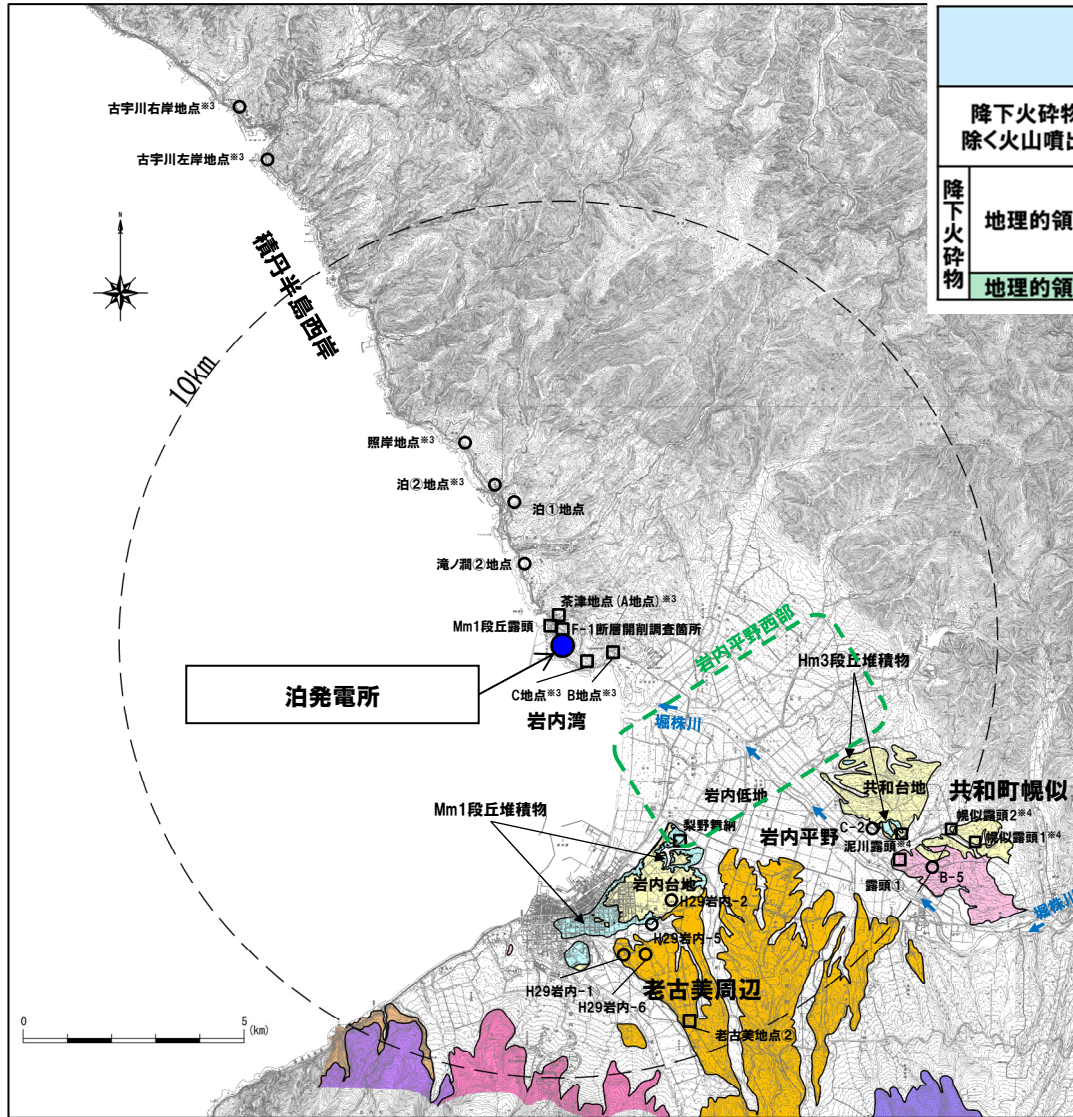 降下火砕物
除く火山噴出
降下火砕物
地理的領
地理的領
古宇川右岸地点※3
古宇川左岸地点※3
N
積丹半島西岸
10km
照岸地点※3
泊②地点※3
泊①地点
滝ノ澗②地点
茶津地点(A地点)※3
Mm1段丘露頭
F-1断層開削調査箇所
泊発電所
C地点※3
B地点※3
岩内湾
岩内平野西部
堀株川
Hm3段丘堆積物
岩内低地
共和台地
共和町幌似
幌似露頭2※4
幌似露頭1※4
C-2
泥川露頭※4
岩内平野
露頭①
B-5
堀株川
Mm1段丘堆積物
梨野舞納
岩内台地
H29岩内-2
H29岩内-5
H29岩内-1
H29岩内-6
老古美周辺
老古美地点②
0
5
(km)